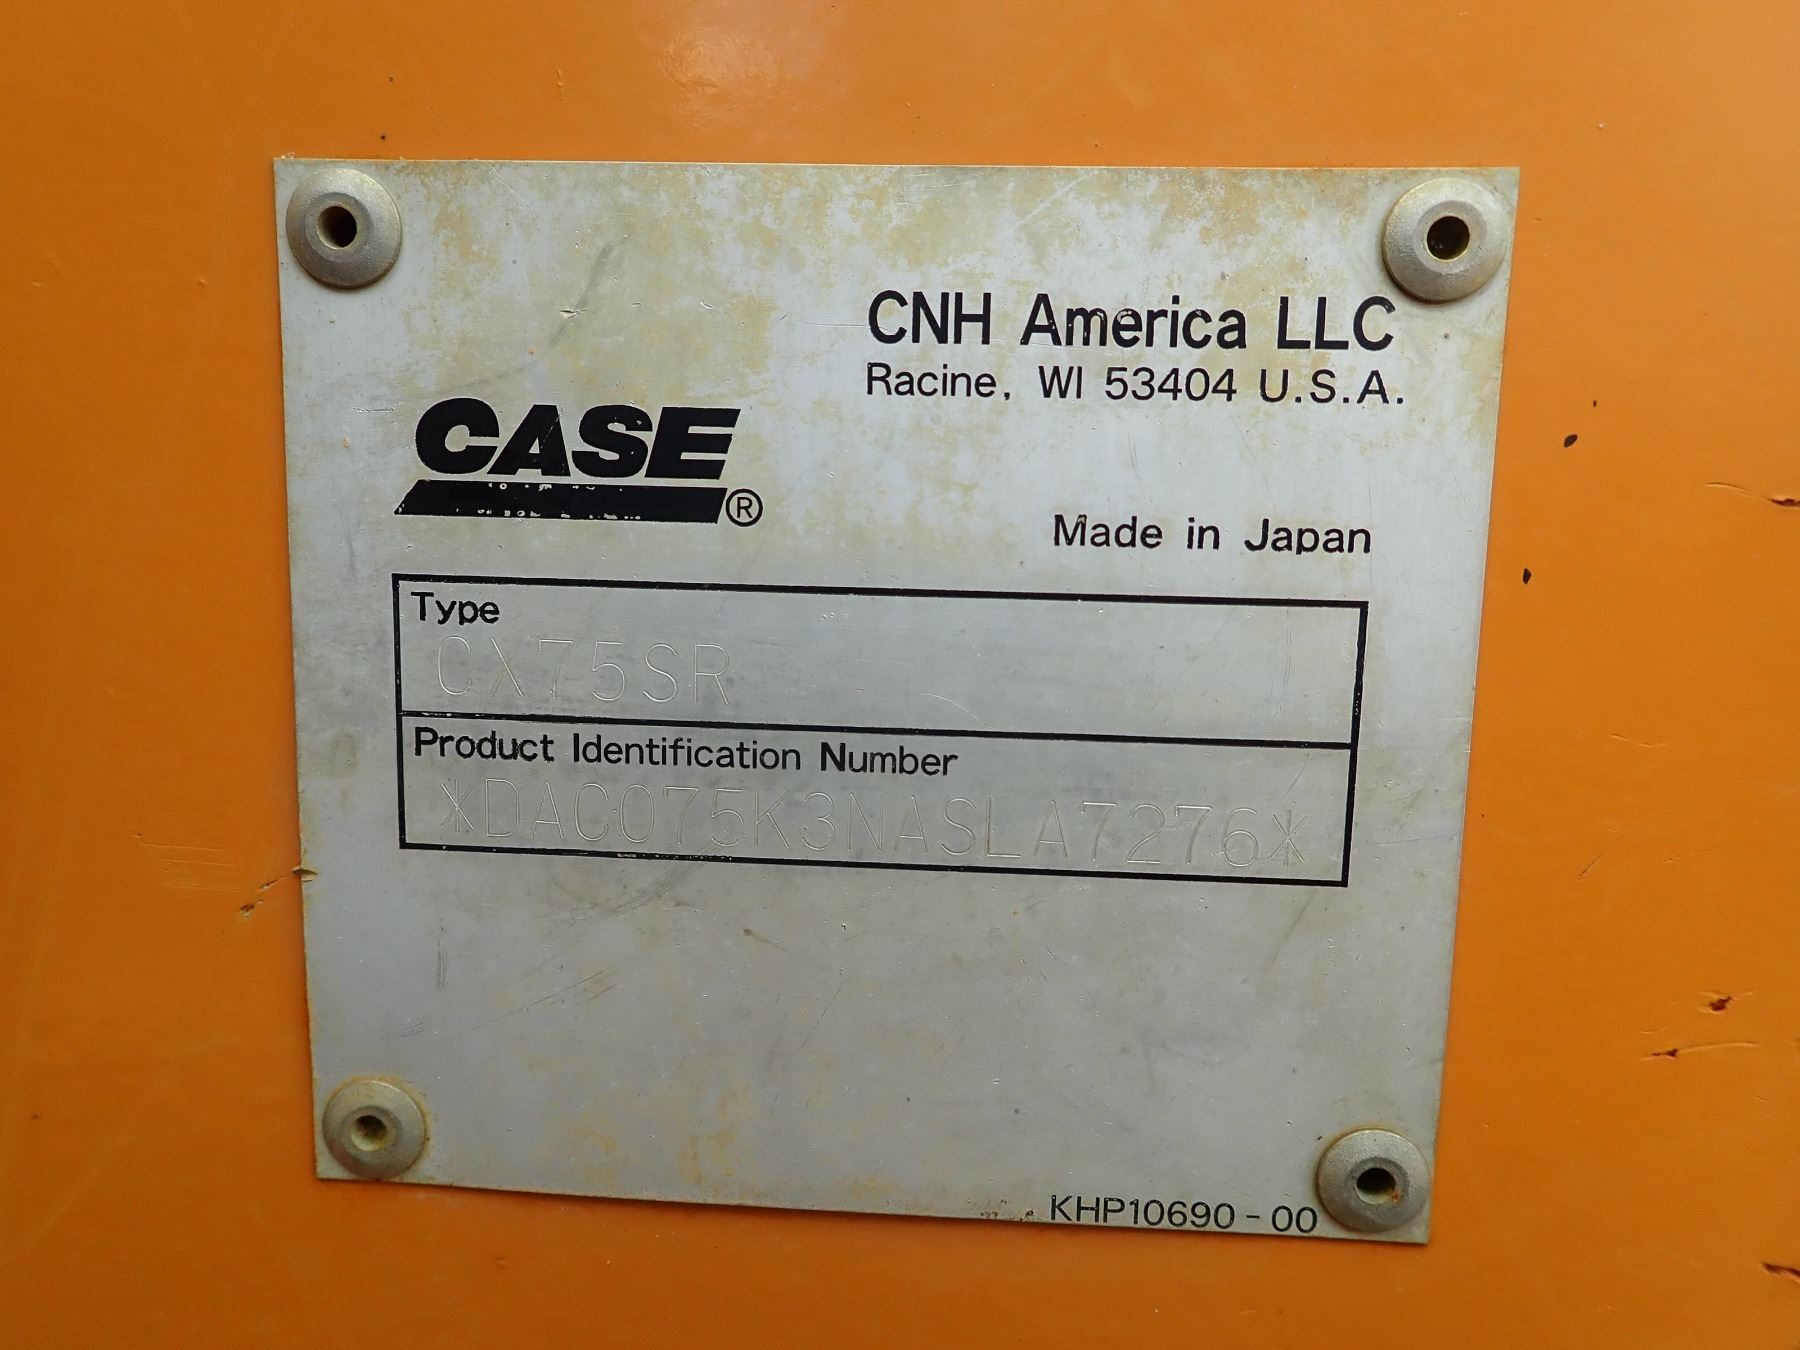 CNH America LLC
Racine, WI 53404 U.S.A.
CASE®
Made in Japan
Type
CX75SR
Product Identification Number
*DAC075K3NASLA7276*
KHP10690-00